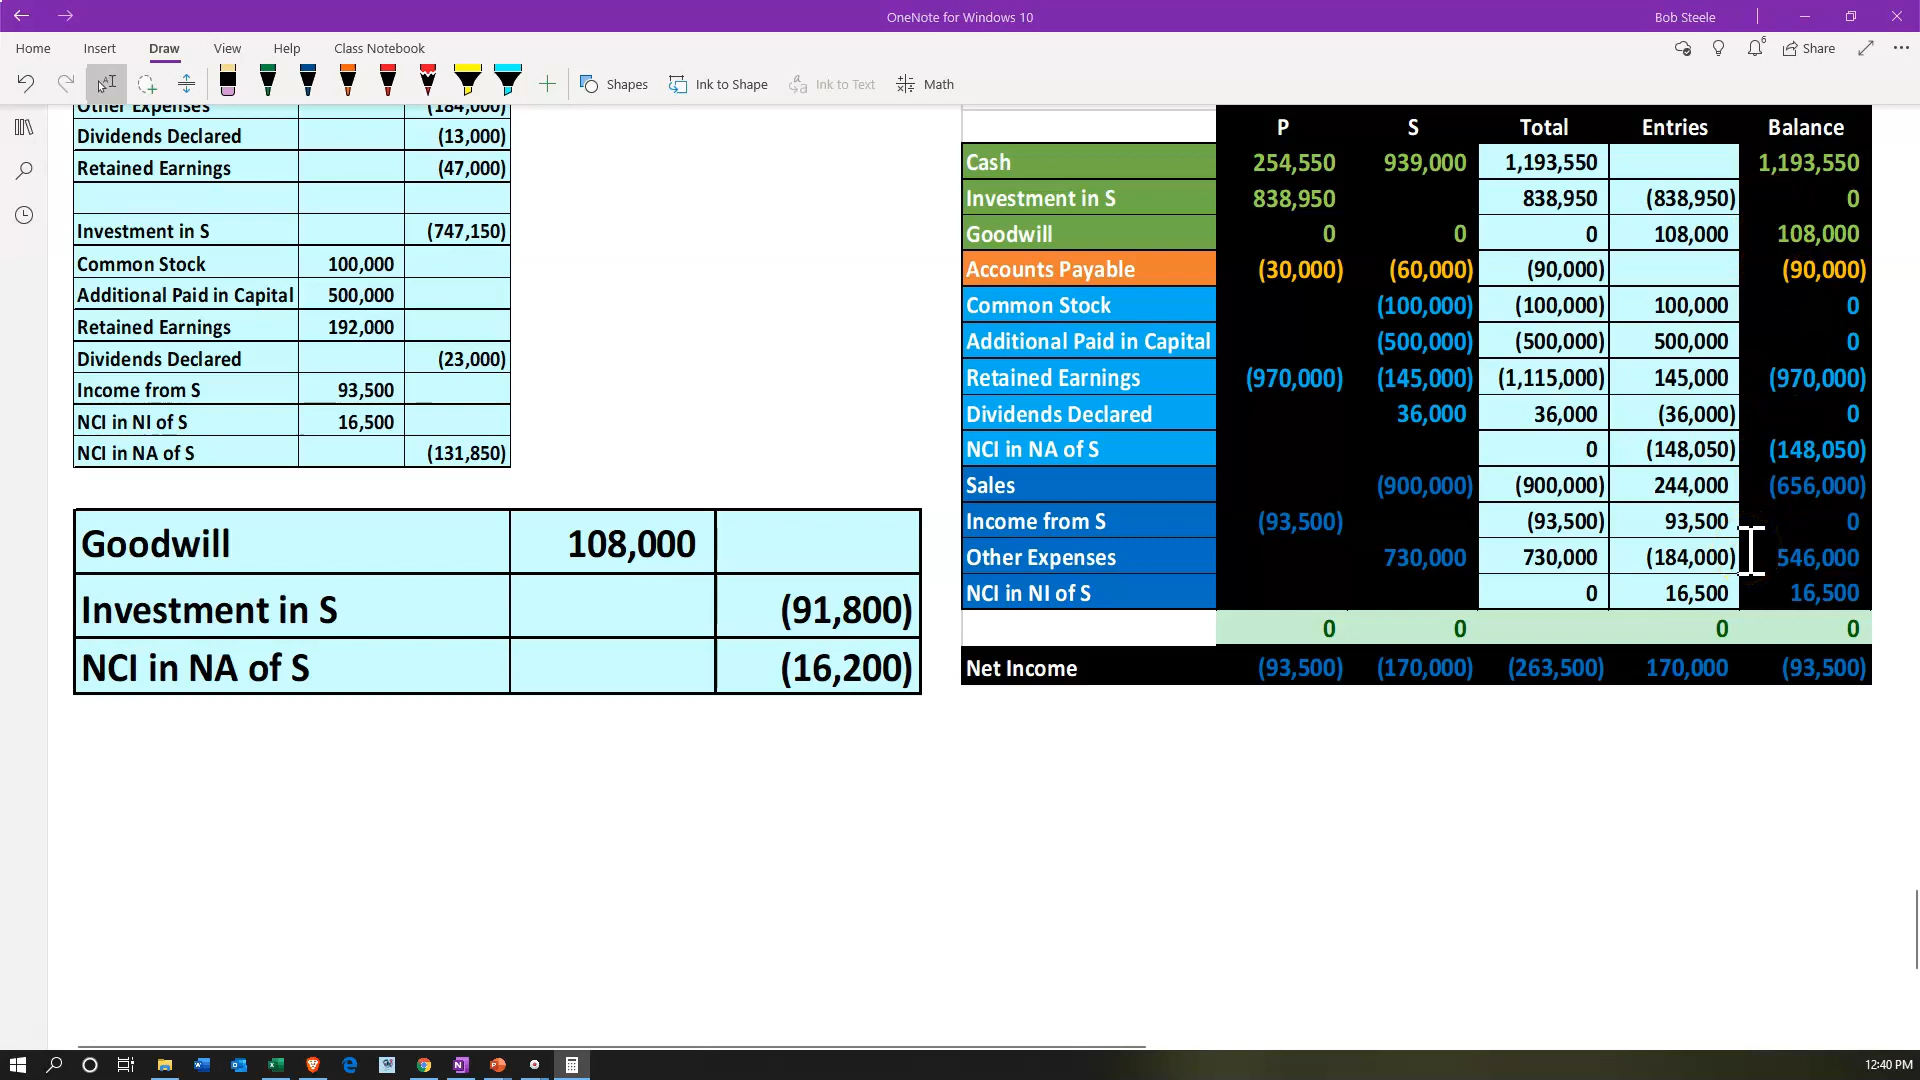 OneNote for Windows 10
Bob Steele
Home Insert Draw View Help Class Notebook
6 Share
Shapes Ink to Shape Ink to Text Math
Other Expenses (184,000)
Dividends Declared (13,000)
Retained Earnings (47,000)
Investment in S (747,150)
Common Stock 100,000
Additional Paid in Capital 500,000
Retained Earnings 192,000
Dividends Declared (23,000)
Income from S 93,500
NCI in NI of S 16,500
NCI in NA of S (131,850)
Goodwill 108,000
Investment in S (91,800)
NCI in NA of S (16,200)
P S Total Entries Balance
Cash 254,550 939,000 1,193,550 1,193,550
Investment in S 838,950 838,950 (838,950) 0
Goodwill 0 0 0 108,000 108,000
Accounts Payable (30,000) (60,000) (90,000) (90,000)
Common Stock (100,000) (100,000) 100,000 0
Additional Paid in Capital (500,000) (500,000) 500,000 0
Retained Earnings (970,000) (145,000) (1,115,000) 145,000 (970,000)
Dividends Declared 36,000 36,000 (36,000) 0
NCI in NA of S 0 (148,050) (148,050)
Sales (900,000) (900,000) 244,000 (656,000)
Income from S (93,500) (93,500) 93,500 0
Other Expenses 730,000 730,000 (184,000) 546,000
NCI in NI of S 0 16,500 16,500
0 0 0 0
Net Income (93,500) (170,000) (263,500) 170,000 (93,500)
12:40 PM